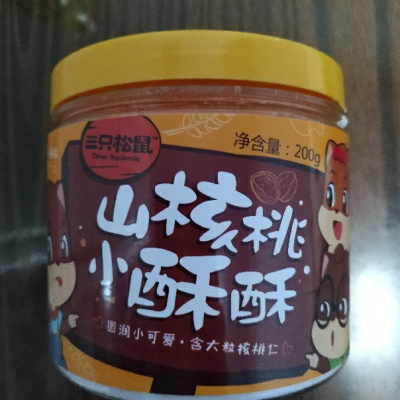 三只松鼠
Three Squirrels
净含量：200g
山核桃
小酥酥
圆润小可爱·含大粒核桃仁